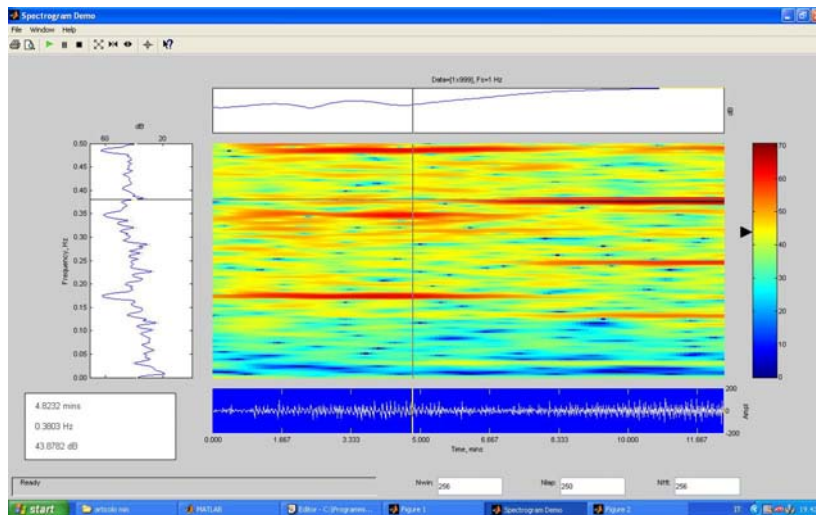 Spectrogram Demo
File Window Help
Data=[1x999], Fs=1 Hz
dB
60 20
dB
0.50
0.45
0.40
0.35
0.30
0.25
0.20
0.15
0.10
0.05
0.00
Frequency, Hz
70
60
50
40
30
20
10
0
4.8232 mins
0.3803 Hz
43.8782 dB
200
0
-200
Ampl
0.000 1.667 3.333 5.000 6.667 8.333 10.000 11.667
Time, mins
Ready
Nwin: 256
Nlap: 250
Nfft: 256
start
MATLAB
Editor - C:\Programm...
Figure 1
Spectrogram Demo
Figure 2
IT